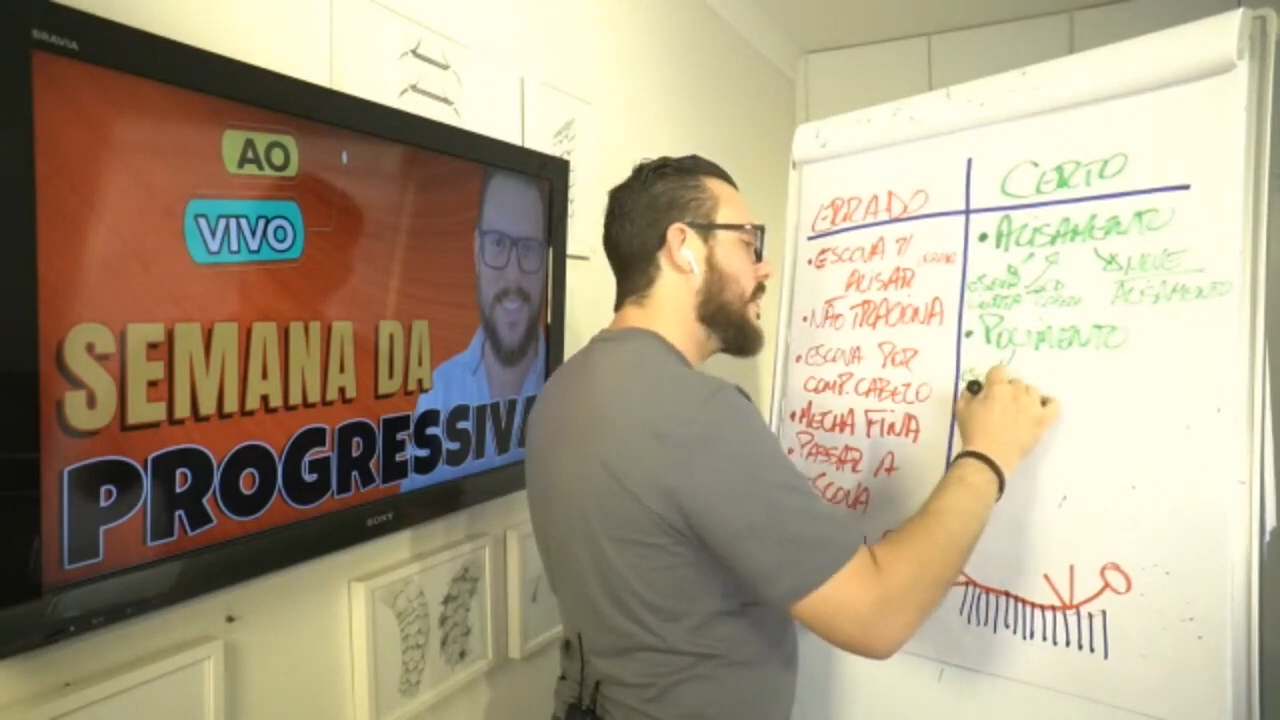 BRAVIA
AO
VIVO
SEMANA DA
PROGRESSIVA
SONY
ERRADO
• ESCOVA P/
ALISAR
• NÃO TRACIONA
• ESCOVA POR
COMP. CABELO
• MECHA FINA
• PASSAR A
ESCOVA
CERTO
• ALISAMENTO
ALISAMENTO
• POLIMENTO